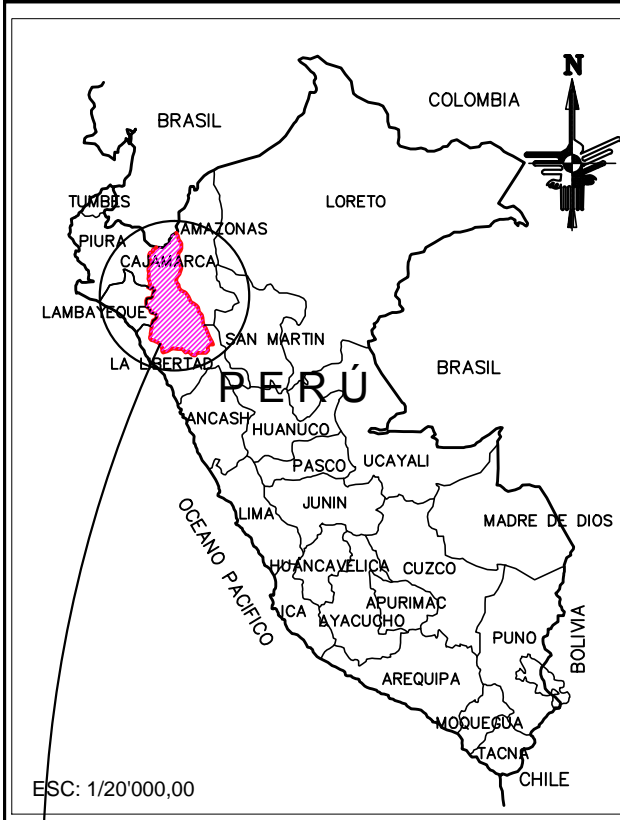 COLOMBIA
N
BRASIL
LORETO
TUMBES
AMAZONAS
PIURA
CAJAMARCA
LAMBAYEQUE
SAN MARTIN
LA LIBERTAD
BRASIL
PERÚ
ANCASH
HUANUCO
PASCO
UCAYALI
JUNIN
LIMA
MADRE DE DIOS
OCEANO PACIFICO
HUANCAVELICA
CUZCO
APURIMAC
ICA
AYACUCHO
PUNO
BOLIVIA
AREQUIPA
MOQUEGUA
TACNA
CHILE
ESC: 1/20'000,00